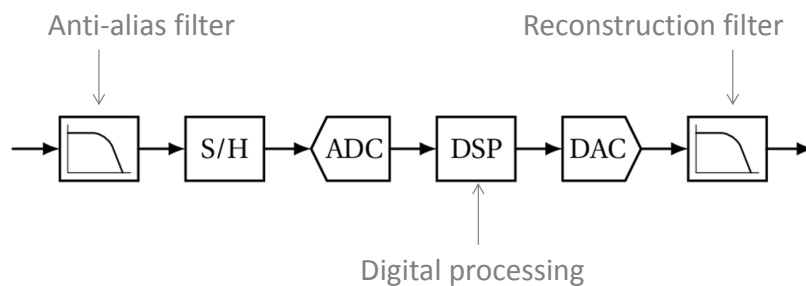 Anti-alias filter
Reconstruction filter
S/H
ADC
DSP
DAC
Digital processing